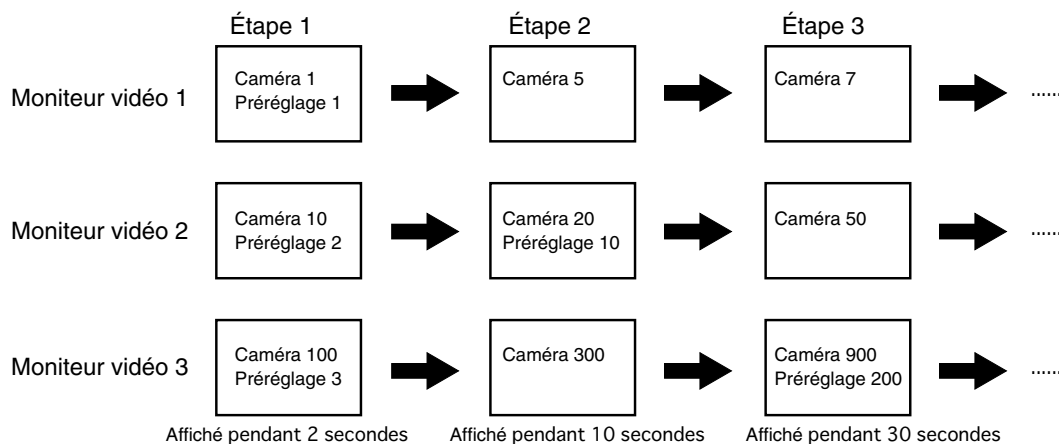 Étape 1 Étape 2 Étape 3
Moniteur vidéo 1
Caméra 1
Préréglage 1
Caméra 5
Caméra 7
......
Moniteur vidéo 2
Caméra 10
Préréglage 2
Caméra 20
Préréglage 10
Caméra 50
......
Moniteur vidéo 3
Caméra 100
Préréglage 3
Caméra 300
Caméra 900
Préréglage 200
......
Affiché pendant 2 secondes Affiché pendant 10 secondes Affiché pendant 30 secondes